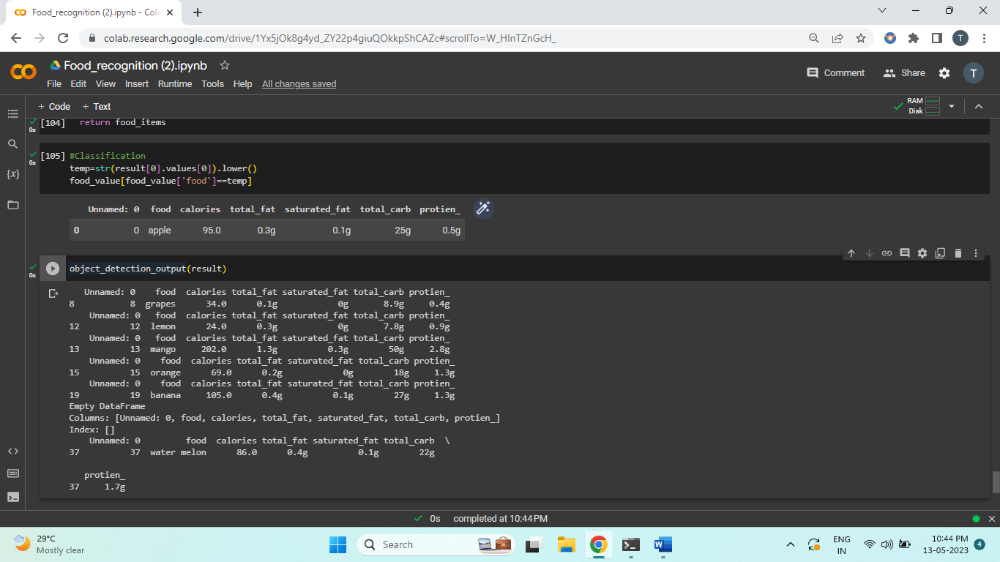 Food_recognition (2).ipynb - Cola
colab.research.google.com/drive/1Yx5jOk8g4yd_ZY22p4giuQOkkpShCAZc#scrollTo=W_HInTZnGcH_
T
Food_recognition (2).ipynb
Comment Share T
File Edit View Insert Runtime Tools Help All changes saved
+ Code + Text
RAM
Disk
[104] return food_items
0s
[105] #Classification
0s
temp=str(result[0].values[0]).lower()
food_value[food_value['food']==temp]
Unnamed: 0 food calories total_fat saturated_fat total_carb protien_
0 0 apple 95.0 0.3g 0.1g 25g 0.5g
object_detection_output(result)
0s
Unnamed: 0 food calories total_fat saturated_fat total_carb protien_
8 8 grapes 34.0 0.1g 0g 8.9g 0.4g
Unnamed: 0 food calories total_fat saturated_fat total_carb protien_
12 12 lemon 24.0 0.3g 0g 7.8g 0.9g
Unnamed: 0 food calories total_fat saturated_fat total_carb protien_
13 13 mango 202.0 1.3g 0.3g 50g 2.8g
Unnamed: 0 food calories total_fat saturated_fat total_carb protien_
15 15 orange 69.0 0.2g 0g 18g 1.3g
Unnamed: 0 food calories total_fat saturated_fat total_carb protien_
19 19 banana 105.0 0.4g 0.1g 27g 1.3g
Empty DataFrame
Columns: [Unnamed: 0, food, calories, total_fat, saturated_fat, total_carb, protien_]
Index: []
Unnamed: 0 food calories total_fat saturated_fat total_carb \
37 37 water melon 86.0 0.4g 0.1g 22g
protien_
37 1.7g
0s completed at 10:44 PM
29°C
Mostly clear
Search
ENG
IN
10:44 PM
13-05-2023
4